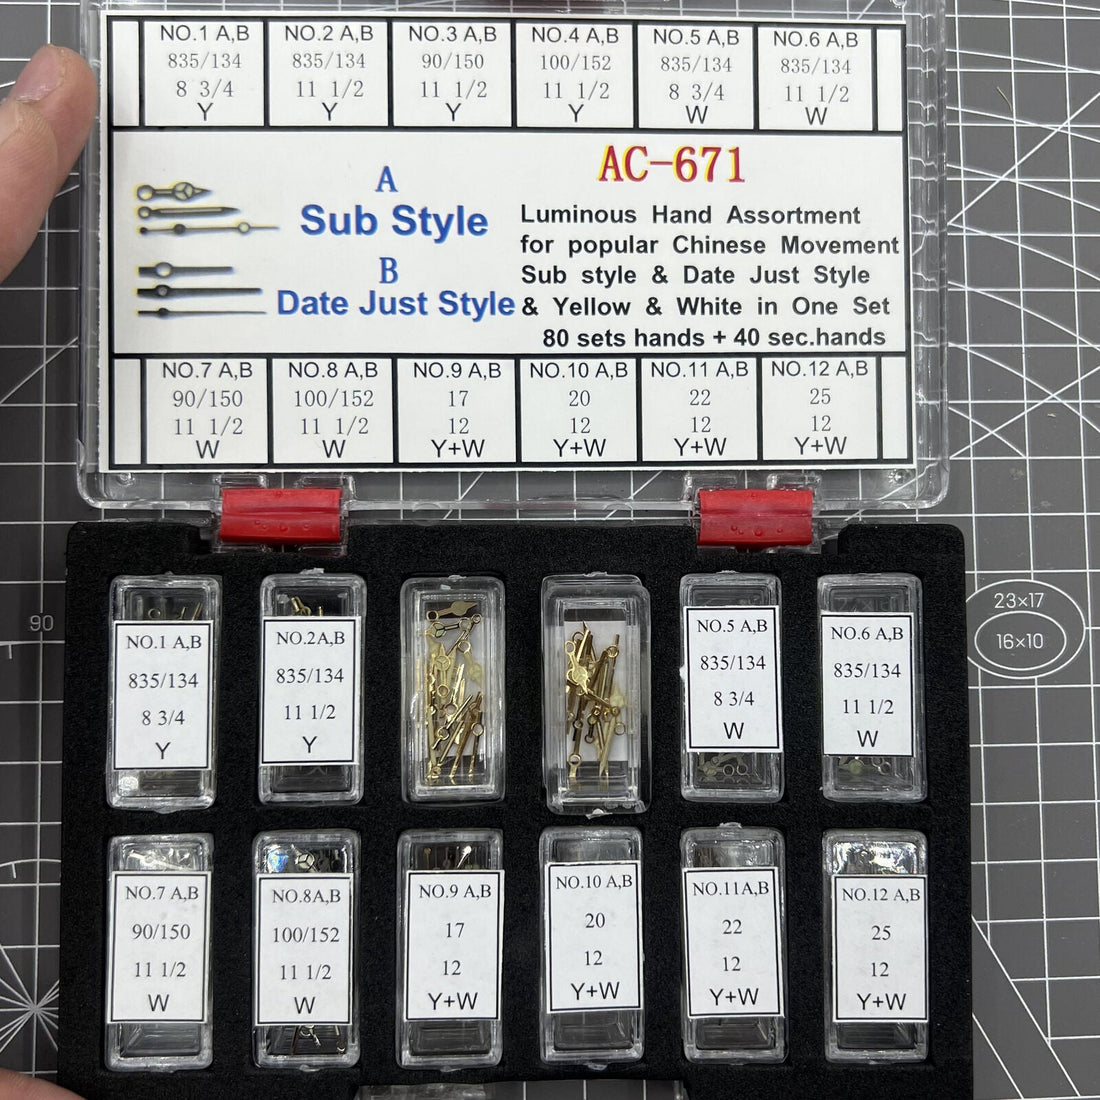 NO.1 A,B
835/134
8 3/4
Y
NO.2 A,B
835/134
11 1/2
Y
NO.3 A,B
90/150
11 1/2
Y
NO.4 A,B
100/152
11 1/2
Y
NO.5 A,B
835/134
8 3/4
W
NO.6 A,B
835/134
11 1/2
W
A
Sub Style
B
Date Just Style
AC-671
Luminous Hand Assortment
for popular Chinese Movement
Sub style & Date Just Style
& Yellow & White in One Set
80 sets hands + 40 sec.hands
NO.7 A,B
90/150
11 1/2
W
NO.8 A,B
100/152
11 1/2
W
NO.9 A,B
17
12
Y+W
NO.10 A,B
20
12
Y+W
NO.11 A,B
22
12
Y+W
NO.12 A,B
25
12
Y+W
90
23×17
16×10
NO.1 A,B
835/134
8 3/4
Y
NO.2A,B
835/134
11 1/2
Y
NO.5 A,B
835/134
8 3/4
W
NO.6 A,B
835/134
11 1/2
W
NO.7 A,B
90/150
11 1/2
W
NO.8A,B
100/152
11 1/2
W
NO.9 A,B
17
12
Y+W
NO.10 A,B
20
12
Y+W
NO.11A,B
22
12
Y+W
NO.12 A,B
25
12
Y+W